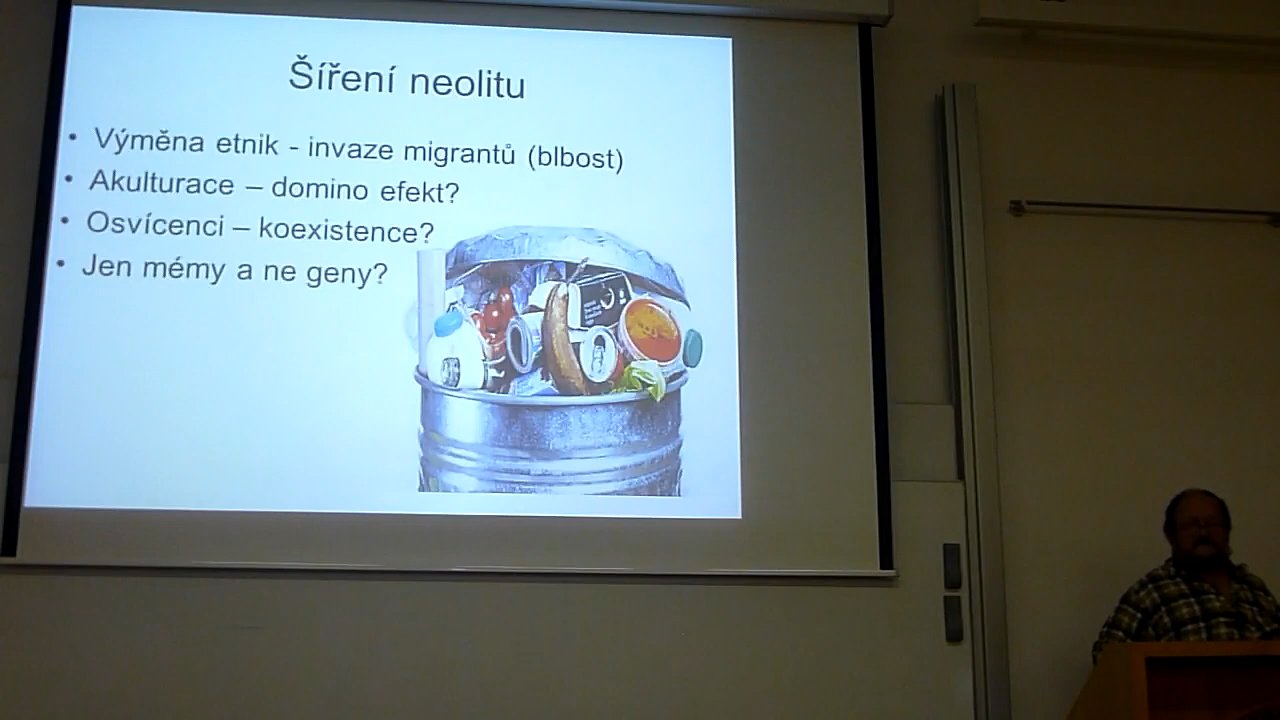 Šíření neolitu
• Výměna etnik - invaze migrantů (blbost)
• Akulturace – domino efekt?
• Osvícenci – koexistence?
• Jen mémy a ne geny?